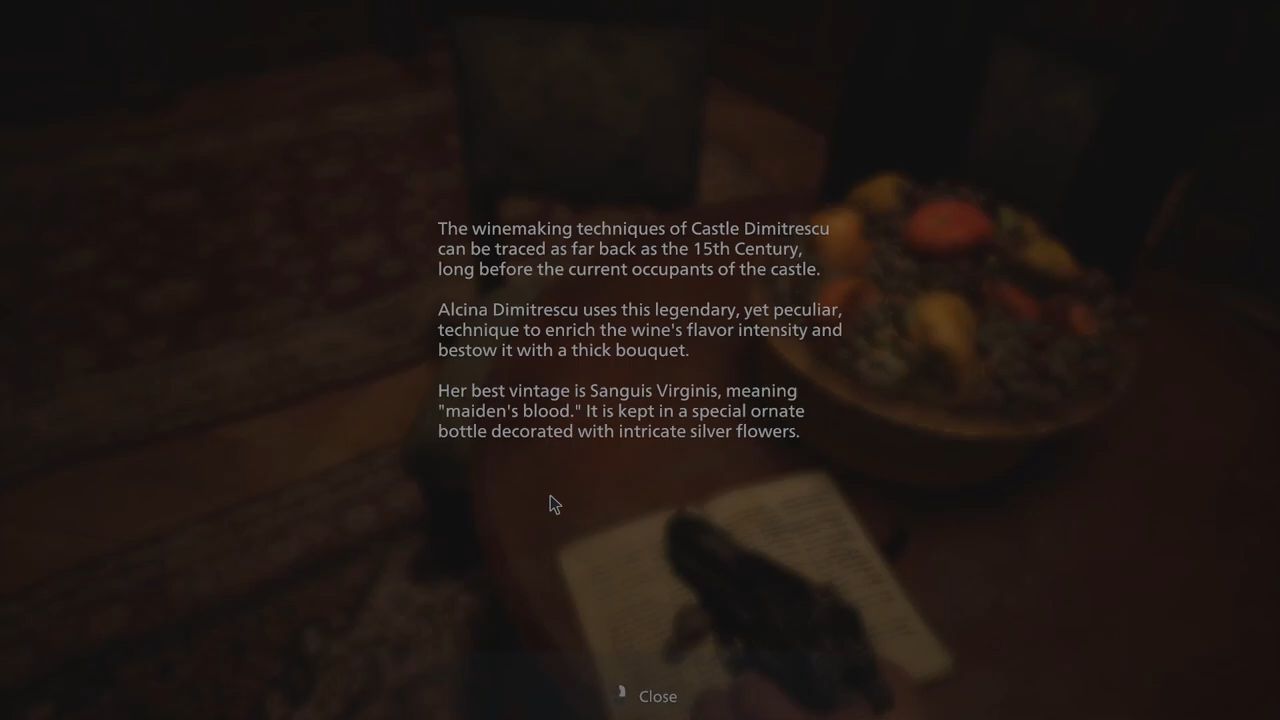 The winemaking techniques of Castle Dimitrescu
can be traced as far back as the 15th Century,
long before the current occupants of the castle.
Alcina Dimitrescu uses this legendary, yet peculiar,
technique to enrich the wine's flavor intensity and
bestow it with a thick bouquet.
Her best vintage is Sanguis Virginis, meaning
"maiden's blood." It is kept in a special ornate
bottle decorated with intricate silver flowers.
Close